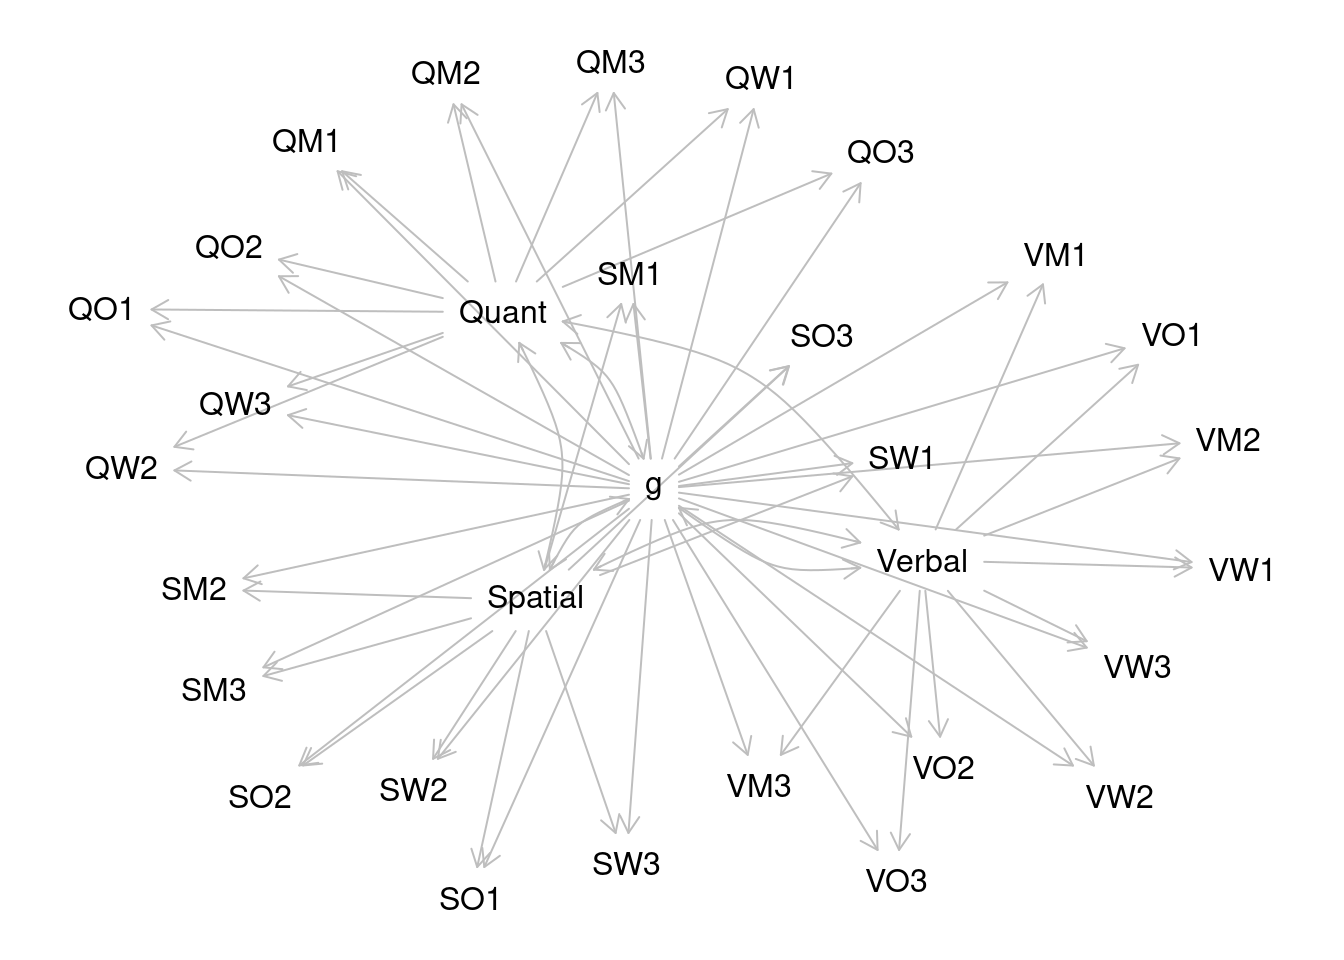 QM3
QM2
QW1
QM1
QO3
QO2
VM1
SM1
QO1
Quant
SO3
VO1
QW3
VM2
SW1
QW2
g
Verbal
VW1
SM2
Spatial
VW3
SM3
VO2
VM3
SW2
SO2
VW2
SW3
VO3
SO1